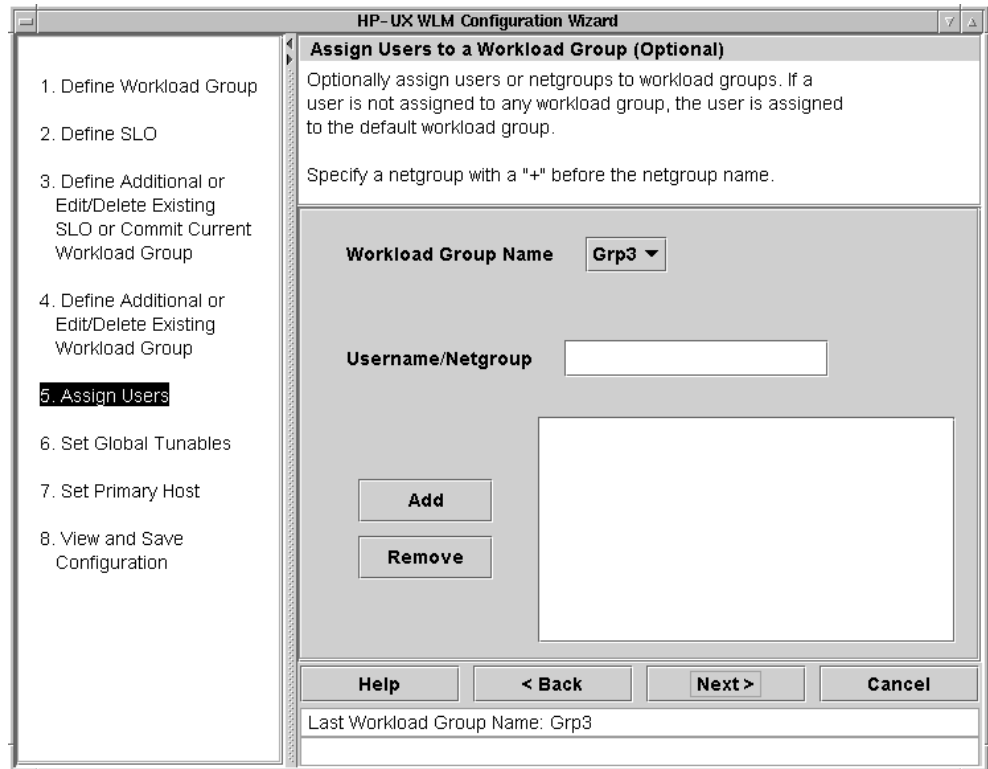 HP-UX WLM Configuration Wizard
1. Define Workload Group
2. Define SLO
3. Define Additional or
Edit/Delete Existing
SLO or Commit Current
Workload Group
4. Define Additional or
Edit/Delete Existing
Workload Group
5. Assign Users
6. Set Global Tunables
7. Set Primary Host
8. View and Save
Configuration
Assign Users to a Workload Group (Optional)
Optionally assign users or netgroups to workload groups. If a
user is not assigned to any workload group, the user is assigned
to the default workload group.
Specify a netgroup with a "+" before the netgroup name.
Workload Group Name Grp3
Username/Netgroup
Add
Remove
Help < Back Next > Cancel
Last Workload Group Name: Grp3